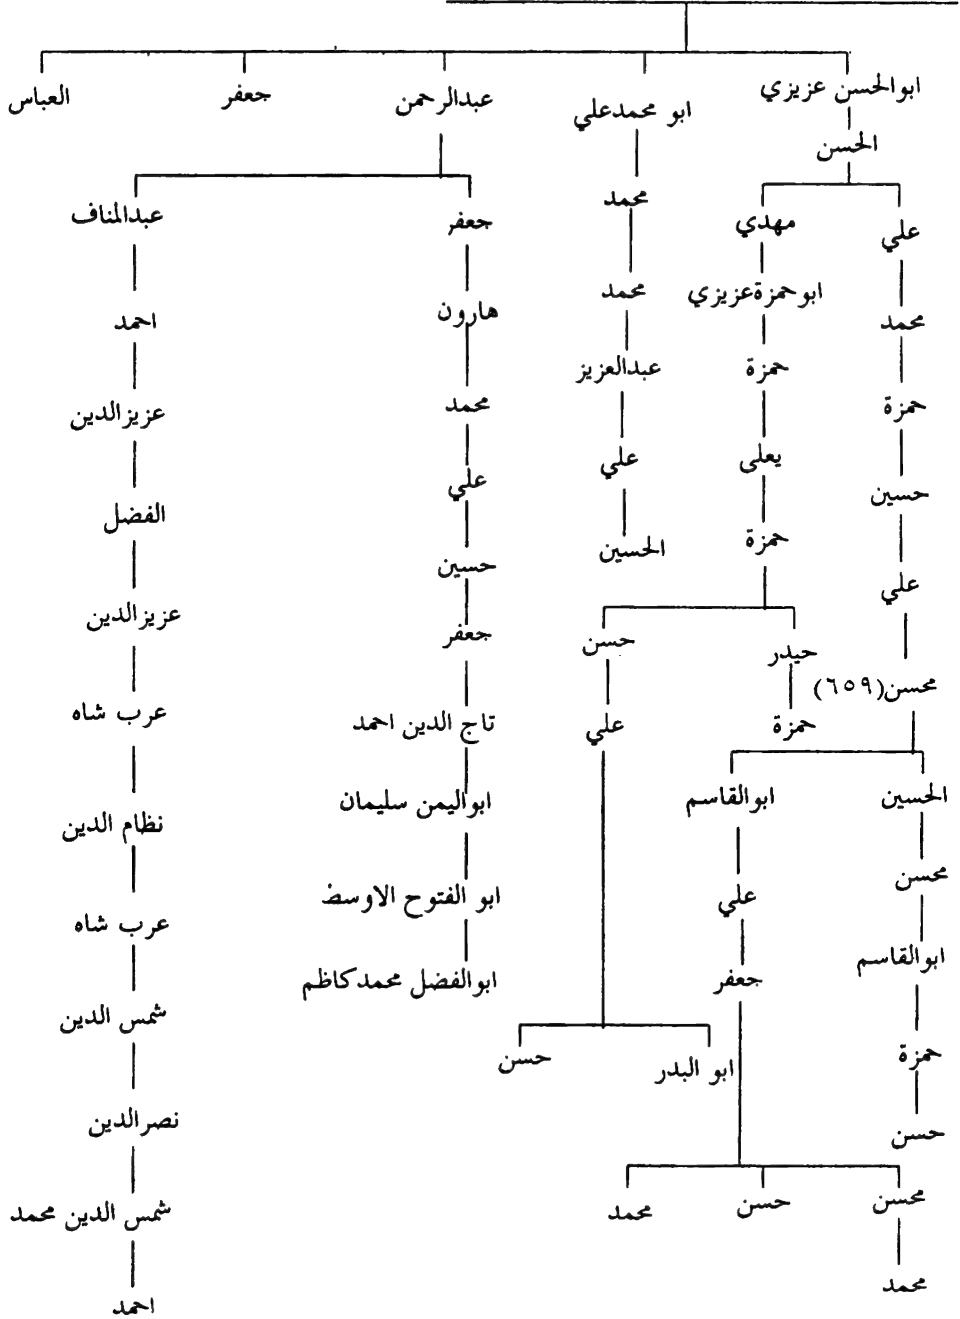 ابوالحسن عزيزي
ابو محمدعلي
عبدالرحمن
جعفر
العباس
الحسن
علي
مهدي
محمد
جعفر
عبدالمناف
محمد
ابوحمزةعزيزي
محمد
هارون
احمد
حمزة
حمزة
عبدالعزيز
محمد
عزيزالدين
حسين
يعلى
علي
علي
الفضل
علي
حمزة
الحسين
حسين
عزيزالدين
محسن(٦٥٩)
حيدر
حسن
جعفر
عرب شاه
حمزة
علي
تاج الدين احمد
الحسين
ابوالقاسم
ابواليمن سليمان
نظام الدين
محسن
علي
ابو الفتوح الاوسط
عرب شاه
ابوالقاسم
جعفر
ابوالفضل محمدكاظم
شمس الدين
حمزة
ابو البدر
حسن
حسن
نصرالدين
محسن
حسن
محمد
شمس الدين محمد
محمد
احمد